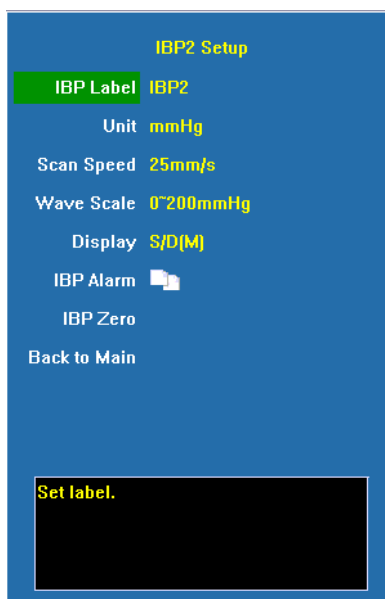 IBP2 Setup
IBP Label IBP2
Unit mmHg
Scan Speed 25mm/s
Wave Scale 0~200mmHg
Display S/D(M)
IBP Alarm
IBP Zero
Back to Main
Set label.